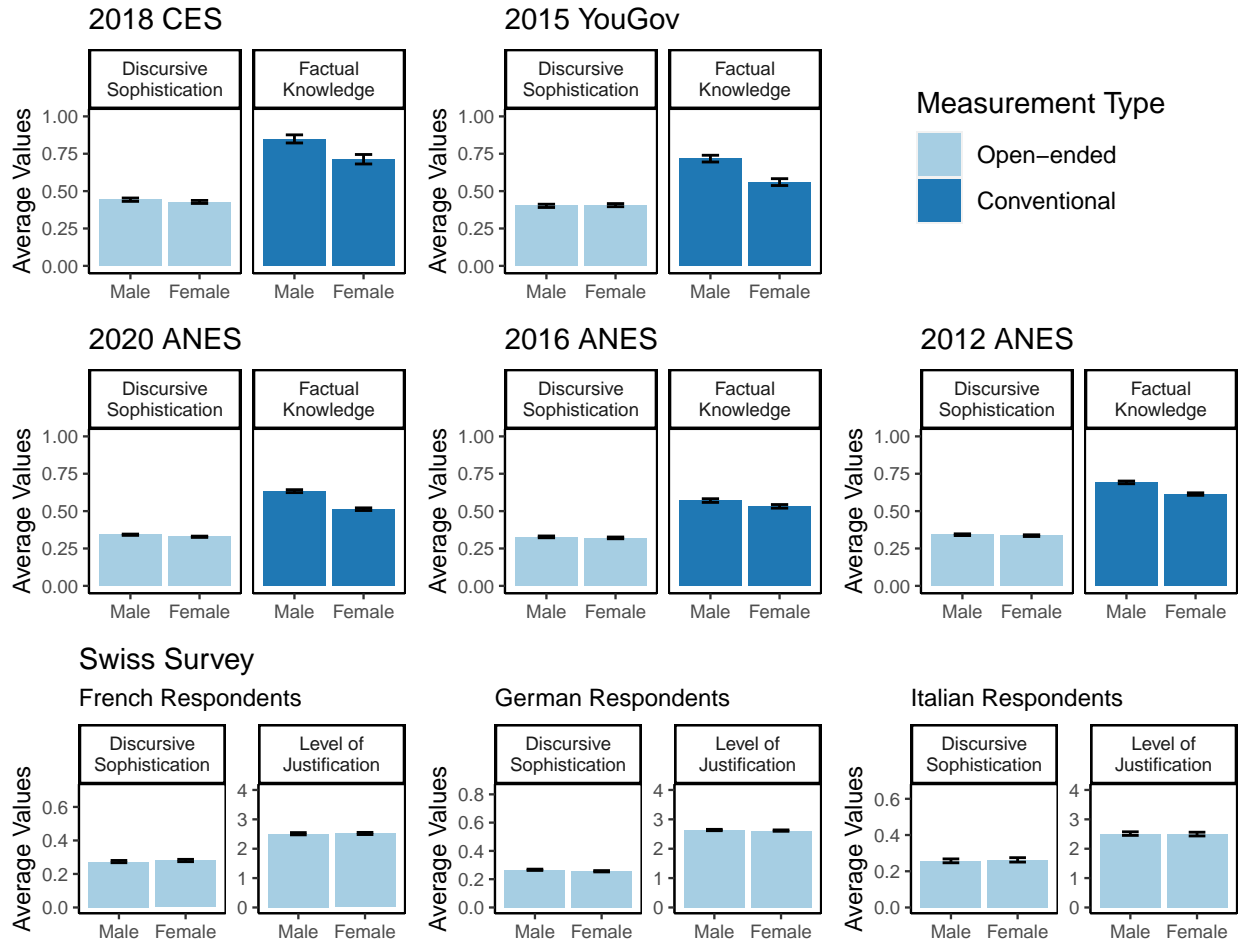 2018 CES
Discursive
Sophistication
Factual
Knowledge
Average Values
1.00
0.75
0.50
0.25
0.00
Male
Female
Male
Female
2015 YouGov
Discursive
Sophistication
Factual
Knowledge
Average Values
1.00
0.75
0.50
0.25
0.00
Male
Female
Male
Female
Measurement Type
Open−ended
Conventional
2020 ANES
Discursive
Sophistication
Factual
Knowledge
Average Values
1.00
0.75
0.50
0.25
0.00
Male
Female
Male
Female
2016 ANES
Discursive
Sophistication
Factual
Knowledge
Average Values
1.00
0.75
0.50
0.25
0.00
Male
Female
Male
Female
2012 ANES
Discursive
Sophistication
Factual
Knowledge
Average Values
1.00
0.75
0.50
0.25
0.00
Male
Female
Male
Female
Swiss Survey
French Respondents
Discursive
Sophistication
Level of
Justification
Average Values
0.6
0.4
0.2
0.0
4
3
2
1
0
Male
Female
Male
Female
German Respondents
Discursive
Sophistication
Level of
Justification
Average Values
0.8
0.6
0.4
0.2
0.0
4
3
2
1
0
Male
Female
Male
Female
Italian Respondents
Discursive
Sophistication
Level of
Justification
Average Values
0.6
0.4
0.2
0.0
4
3
2
1
0
Male
Female
Male
Female